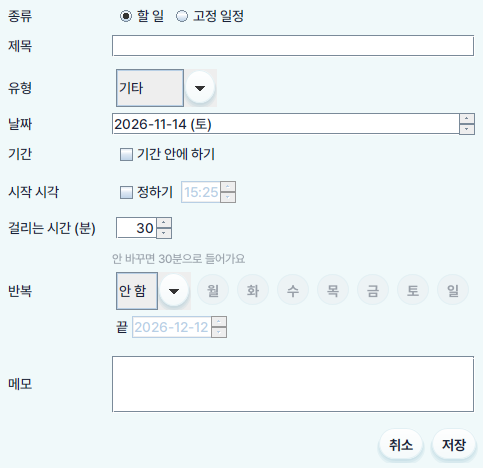 종류 할 일 고정 일정
제목
유형 기타
날짜 2026-11-14 (토)
기간 기간 안에 하기
시작 시각 정하기 15:25
걸리는 시간 (분) 30
안 바꾸면 30분으로 들어가요
반복 안 함 월 화 수 목 금 토 일
끝 2026-12-12
메모
취소 저장